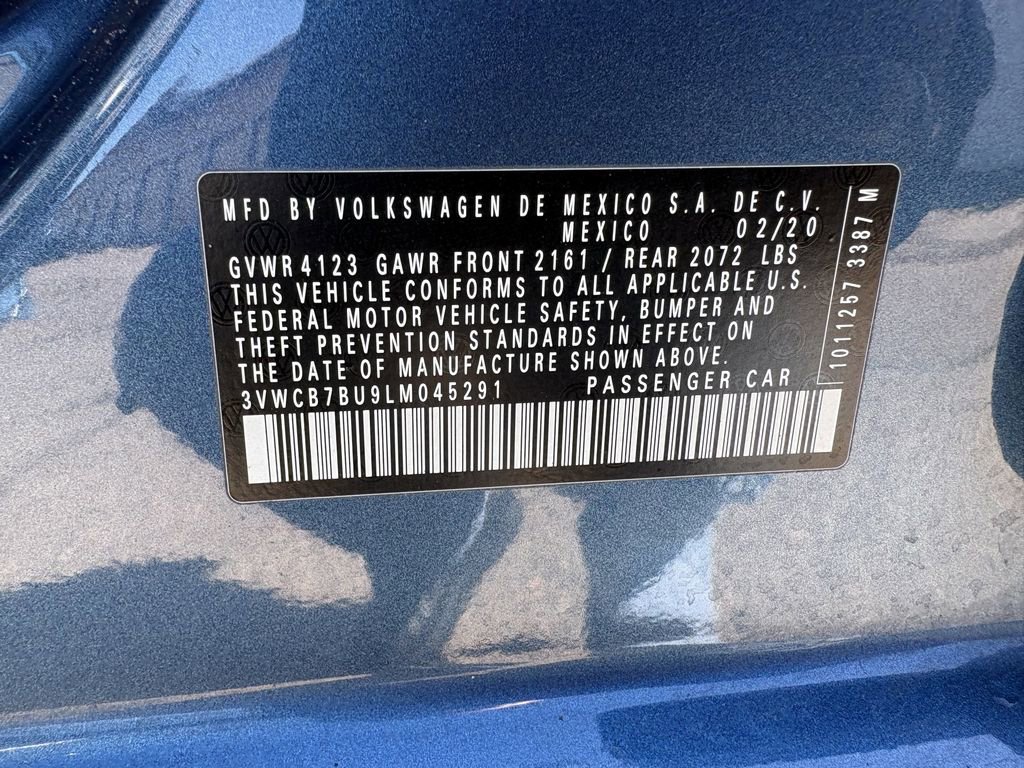 MFD BY VOLKSWAGEN DE MEXICO S.A. DE C.V.
MEXICO 02/20
GVWR 4123 GAWR FRONT 2161 / REAR 2072 LBS
THIS VEHICLE CONFORMS TO ALL APPLICABLE U.S.
FEDERAL MOTOR VEHICLE SAFETY, BUMPER AND
THEFT PREVENTION STANDARDS IN EFFECT ON
THE DATE OF MANUFACTURE SHOWN ABOVE.
3VWCB7BU9LM045291 PASSENGER CAR
1011257 3387 M